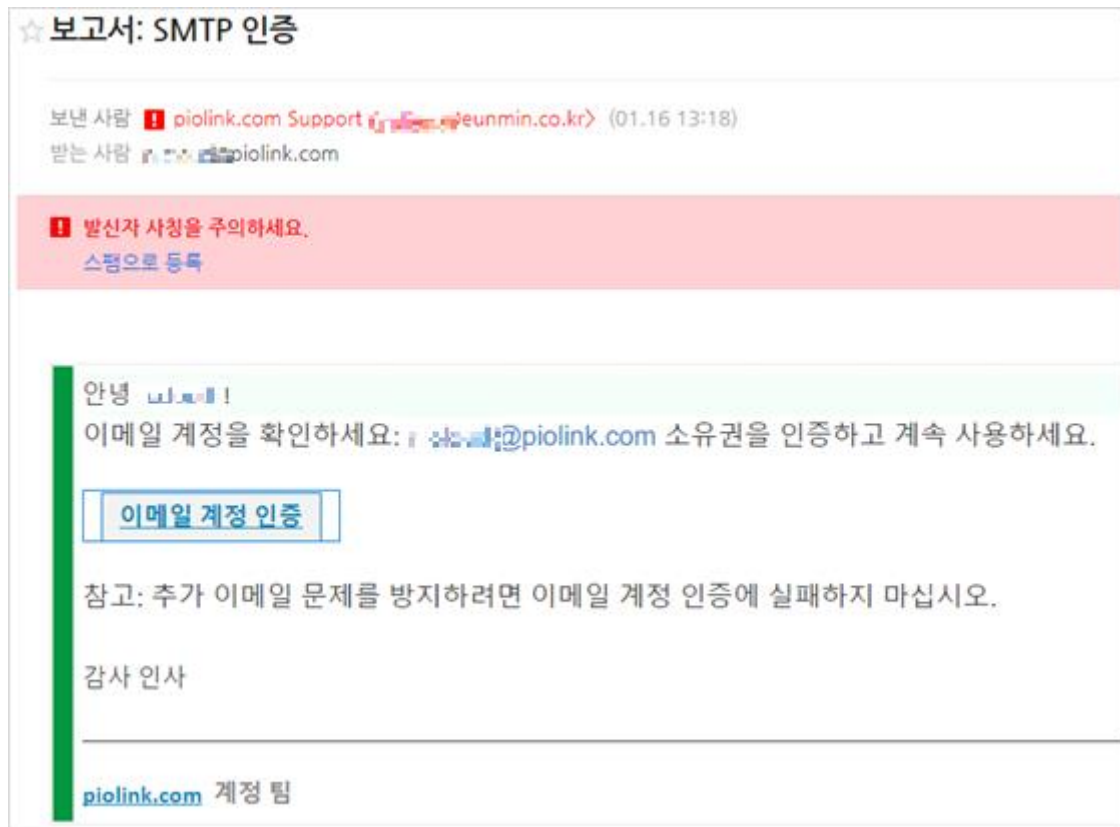 보고서: SMTP 인증
보낸 사람 piolink.com Support eunmin.co.kr> (01.16 13:18)
받는 사람 piolink.com
발신자 사칭을 주의하세요.
스팸으로 등록
안녕 !
이메일 계정을 확인하세요: @piolink.com 소유권을 인증하고 계속 사용하세요.
이메일 계정 인증
참고: 추가 이메일 문제를 방지하려면 이메일 계정 인증에 실패하지 마십시오.
감사 인사
piolink.com 계정 팀